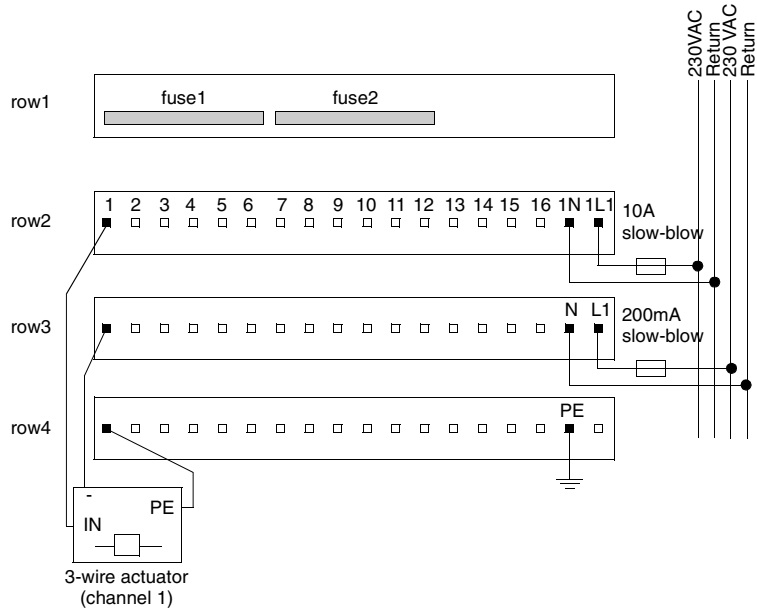 230VAC
Return
230 VAC
Return
row1
fuse1 fuse2
row2
1 2 3 4 5 6 7 8 9 10 11 12 13 14 15 16 1N 1L1
10A
slow-blow
row3
N L1
200mA
slow-blow
row4
PE
-
PE
IN
3-wire actuator
(channel 1)